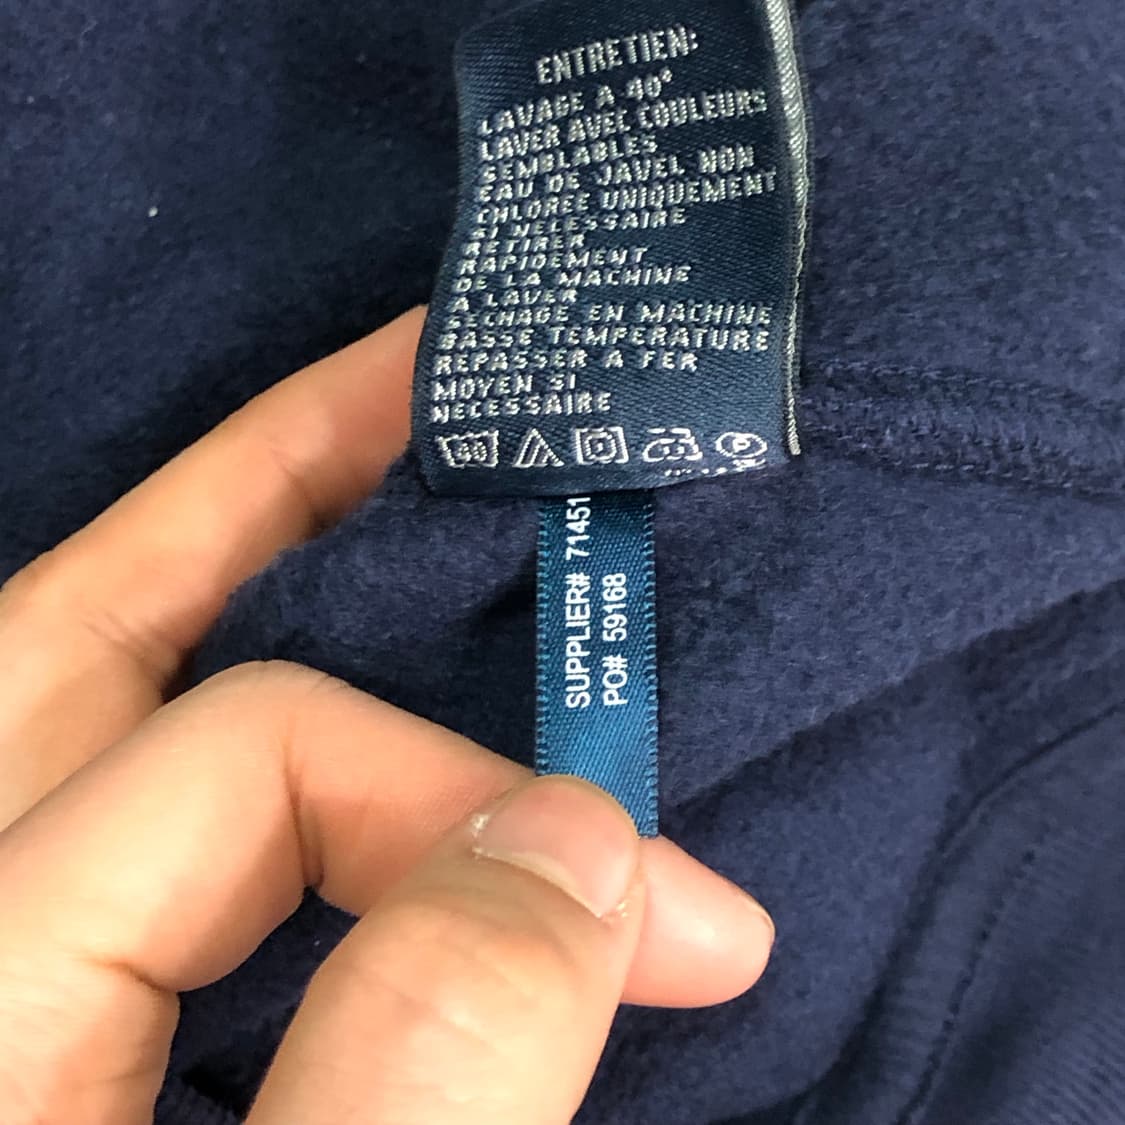 ENTRETIEN:
LAVAGE A 40°
LAVER AVEC COULEURS
SEMBLABLES
EAU DE JAVEL NON
CHLOREE UNIQUEMENT
SI NECESSAIRE
RETIRER
RAPIDEMENT
DE LA MACHINE
A LAVER
SECHAGE EN MACHINE
BASSE TEMPERATURE
REPASSER A FER
MOYEN SI
NECESSAIRE
40
P
SUPPLIER# 71451
PO# 59168